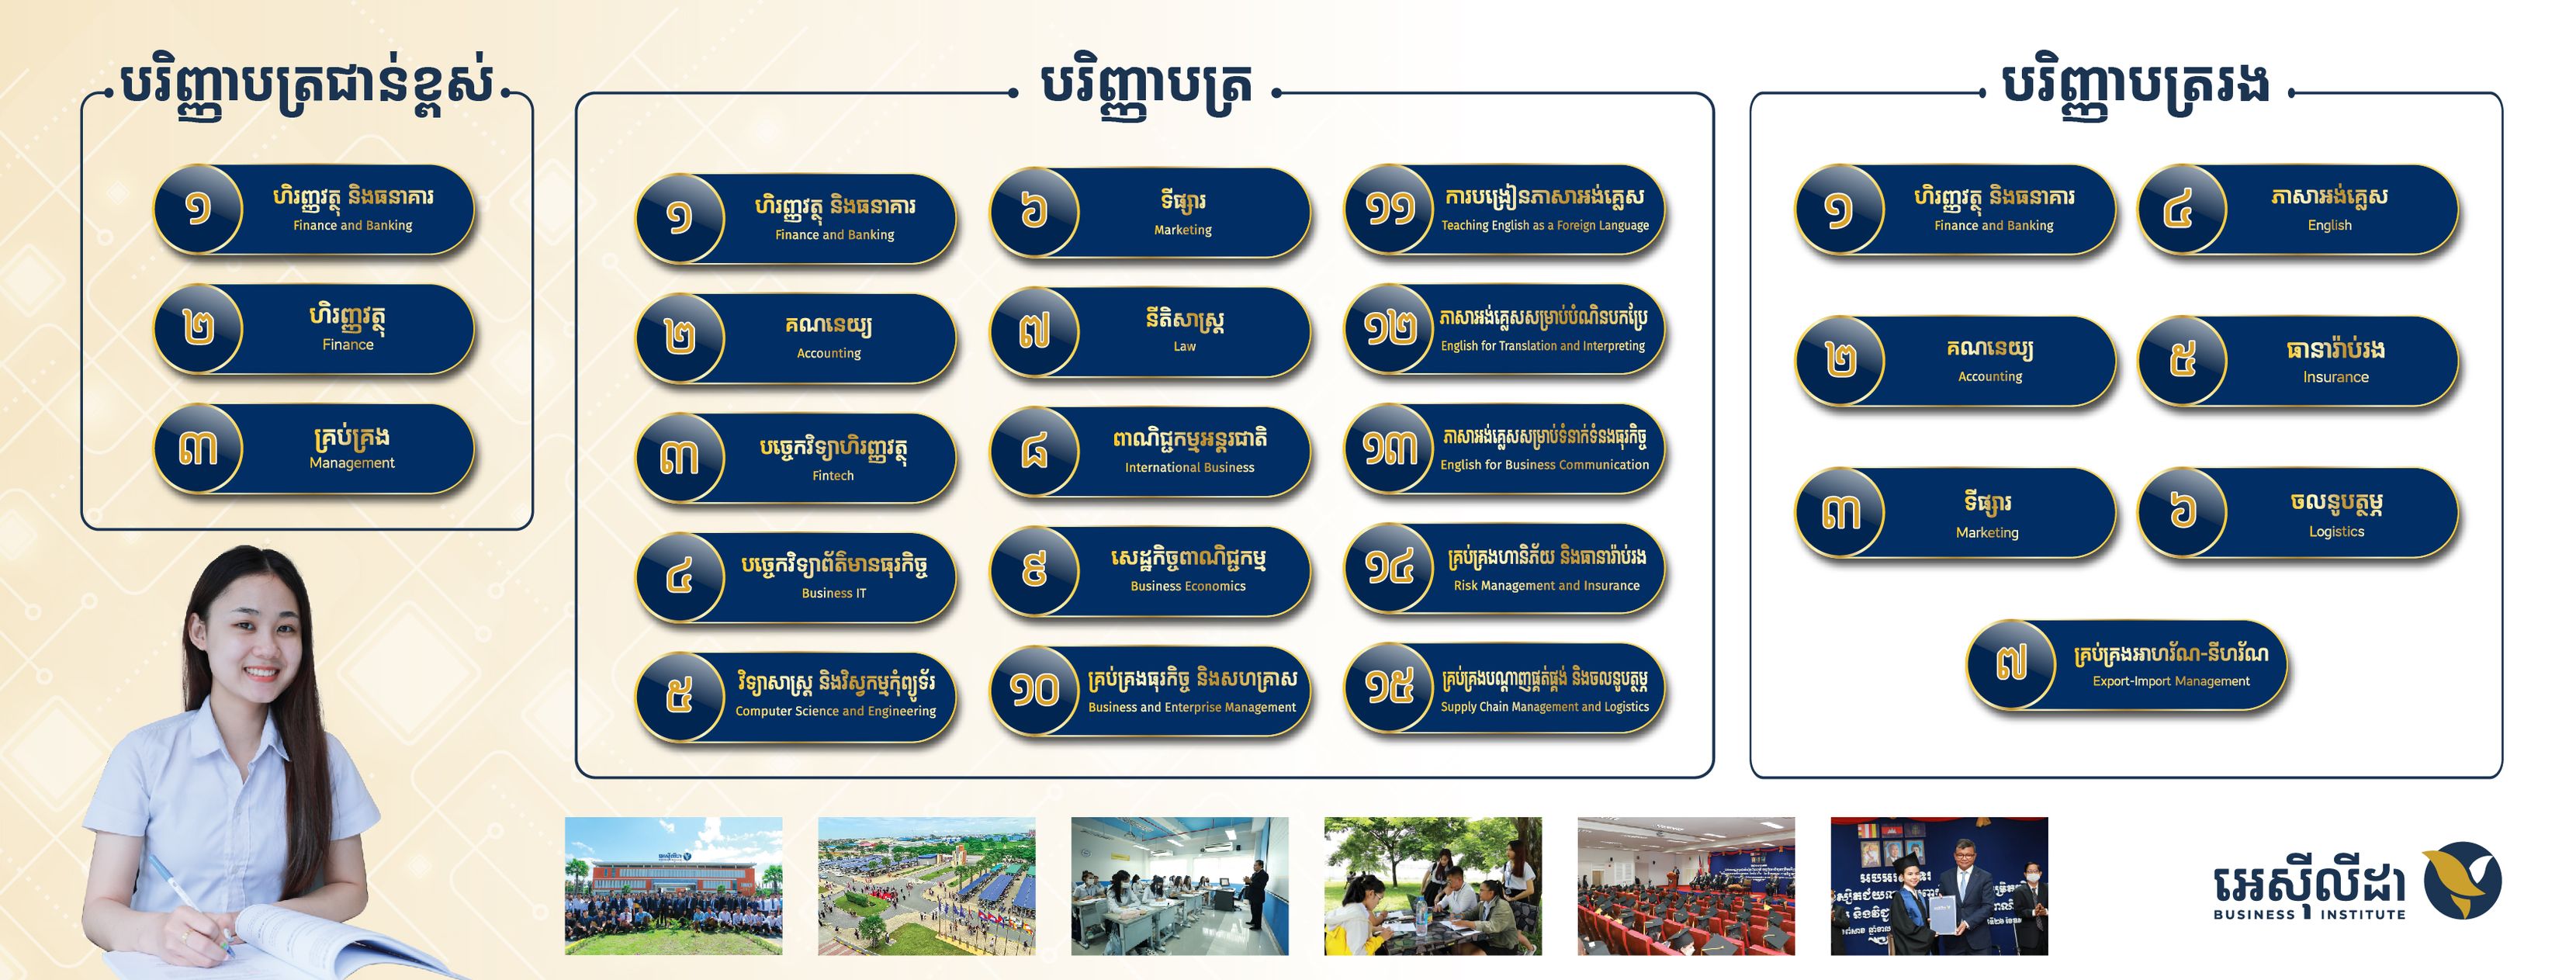 បរិញ្ញាបត្រជាន់ខ្ពស់
១
ហិរញ្ញវត្ថុ និងធនាគារ
Finance and Banking
២
ហិរញ្ញវត្ថុ
Finance
៣
គ្រប់គ្រង
Management
បរិញ្ញាបត្រ
១
ហិរញ្ញវត្ថុ និងធនាគារ
Finance and Banking
២
គណនេយ្យ
Accounting
៣
បច្ចេកវិទ្យាហិរញ្ញវត្ថុ
Fintech
៤
បច្ចេកវិទ្យាព័ត៌មានធុរកិច្ច
Business IT
៥
វិទ្យាសាស្ត្រ និងវិស្វកម្មកុំព្យូទ័រ
Computer Science and Engineering
៦
ទីផ្សារ
Marketing
៧
នីតិសាស្ត្រ
Law
៨
ពាណិជ្ជកម្មអន្តរជាតិ
International Business
៩
សេដ្ឋកិច្ចពាណិជ្ជកម្ម
Business Economics
១០
គ្រប់គ្រងធុរកិច្ច និងសហគ្រាស
Business and Enterprise Management
១១
ការបង្រៀនភាសាអង់គ្លេស
Teaching English as a Foreign Language
១២
ភាសាអង់គ្លេសសម្រាប់បំណិនបកប្រែ
English for Translation and Interpreting
១៣
ភាសាអង់គ្លេសសម្រាប់ទំនាក់ទំនងធុរកិច្ច
English for Business Communication
១៤
គ្រប់គ្រងហានិភ័យ និងធានារ៉ាប់រង
Risk Management and Insurance
១៥
គ្រប់គ្រងបណ្តាញផ្គត់ផ្គង់ និងចលនូបត្ថម្ភ
Supply Chain Management and Logistics
បរិញ្ញាបត្ររង
១
ហិរញ្ញវត្ថុ និងធនាគារ
Finance and Banking
២
គណនេយ្យ
Accounting
៣
ទីផ្សារ
Marketing
៤
ភាសាអង់គ្លេស
English
៥
ធានារ៉ាប់រង
Insurance
៦
ចលនូបត្ថម្ភ
Logistics
៧
គ្រប់គ្រងអាហរ័ណ-នីហរ័ណ
Export-Import Management
អេស៊ីលីដា
BUSINESS INSTITUTE